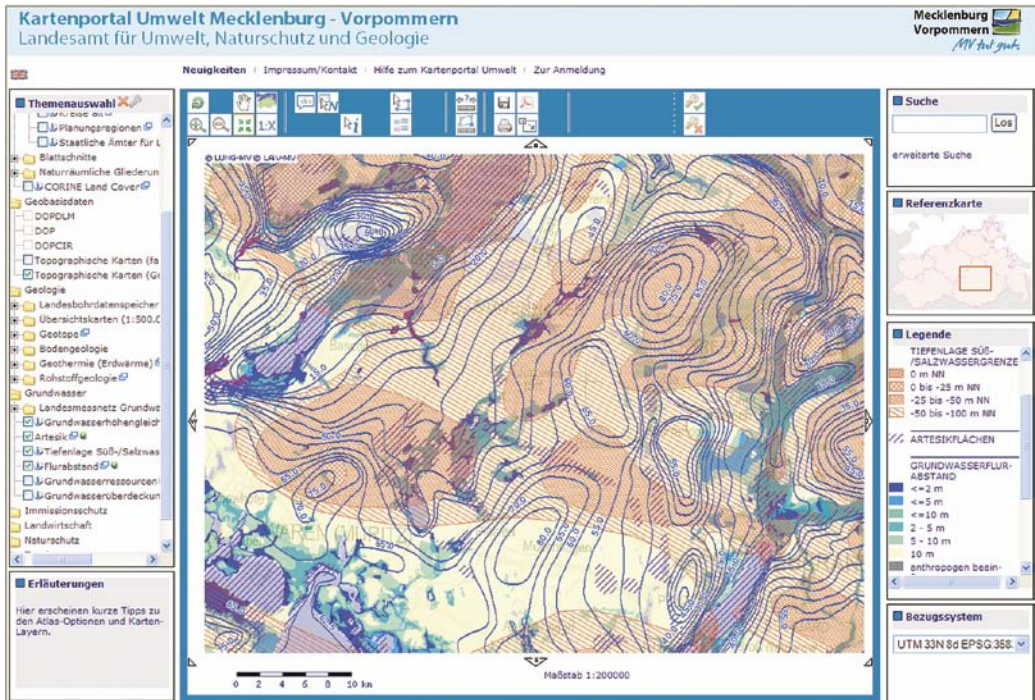 Kartenportal Umwelt Mecklenburg - Vorpommern
Landesamt für Umwelt, Naturschutz und Geologie
Mecklenburg
Vorpommern
MV tut gut.
Neuigkeiten | Impressum/Kontakt | Hilfe zum Kartenportal Umwelt | Zur Anmeldung
Themenauswahl
Kreise alt
Planungsregionen
Staatliche Ämter für L
Blattschnitte
Naturräumliche Gliederun
CORINE Land Cover
Geobasisdaten
DOPDLM
DOP
DOPCIR
Topographische Karten (fa
Topographische Karten (Gr
Geologie
Landesbohrdatenspeicher
Übersichtskarten (1:500.0
Geotope
Bodengeologie
Geothermie (Erdwärme)
Rohstoffgeologie
Grundwasser
Landesmessnetz Grundwa
Grundwasserhöhengleich
Artesik
Tiefenlage Süß-/Salzwas
Flurabstand
Grundwasserressourcen
Grundwasserüberdeckun
Immissionsschutz
Landwirtschaft
Naturschutz
Erläuterungen
Hier erscheinen kurze Tipps zu
den Atlas-Optionen und Karten-
Layern.
1:X
© LUNG-MV © LAiV-MV
WAREN (MÜRITZ)
0 2 4 6 8 10 km
Maßstab 1:200000
Suche
Los
erweiterte Suche
Referenzkarte
Legende
TIEFENLAGE SÜß-
/SALZWASSERGRENZE
0 m NN
0 bis -25 m NN
-25 bis -50 m NN
-50 bis -100 m NN
ARTESIKFLÄCHEN
GRUNDWASSERFLUR-
ABSTAND
<=2 m
<=5 m
<=10 m
2 - 5 m
5 - 10 m
10 m
anthropogen beein-
Bezugssystem
UTM 33N 8d EPSG:358